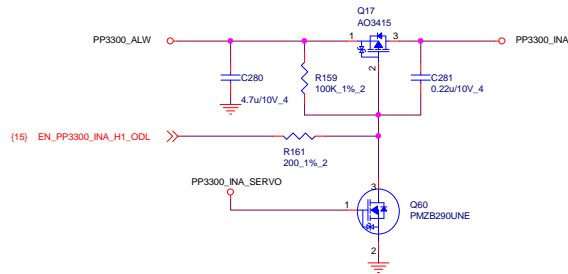 Q17
AO3415
PP3300_ALW
1
3
PP3300_INA
2
C280
4.7u/10V_4
R159
100K_1%_2
C281
0.22u/10V_4
{15} EN_PP3300_INA_H1_ODL
R161
200_1%_2
PP3300_INA_SERVO
3
1
Q60
PMZB290UNE
2